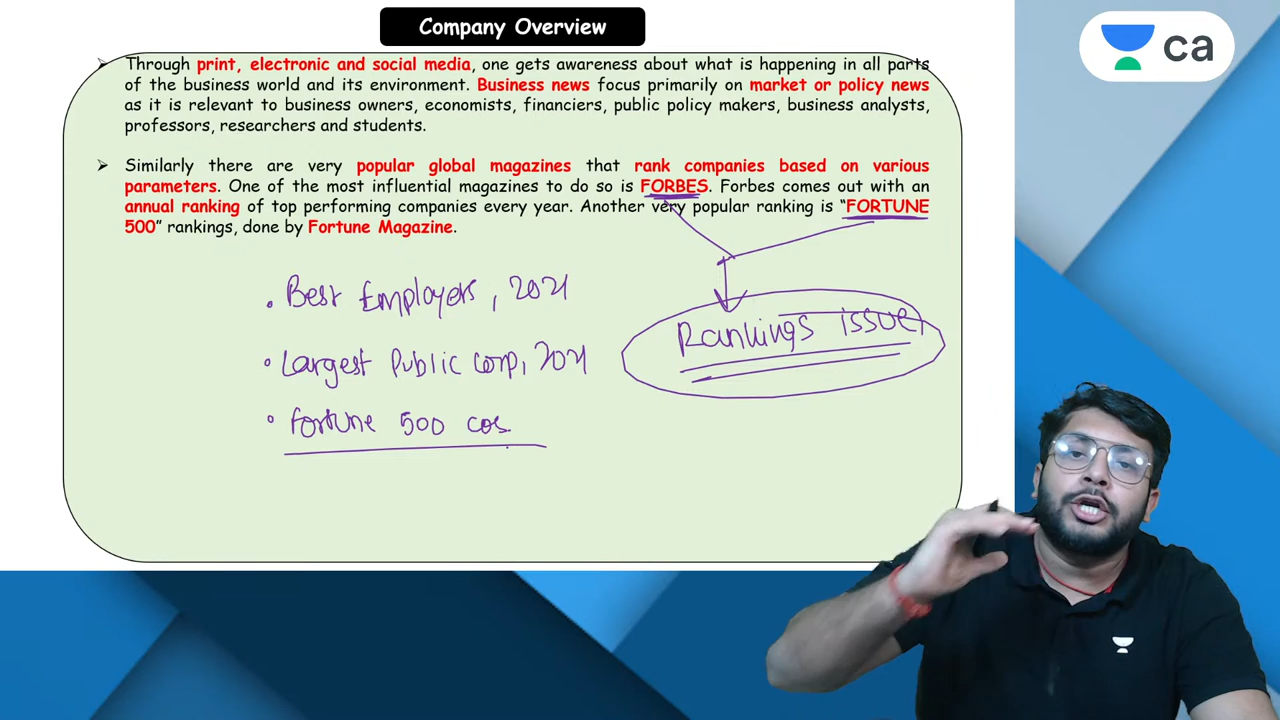 Company Overview
ca
➤ Through print, electronic and social media, one gets awareness about what is happening in all parts
of the business world and its environment. Business news focus primarily on market or policy news
as it is relevant to business owners, economists, financiers, public policy makers, business analysts,
professors, researchers and students.
➤ Similarly there are very popular global magazines that rank companies based on various
parameters. One of the most influential magazines to do so is FORBES. Forbes comes out with an
annual ranking of top performing companies every year. Another very popular ranking is “FORTUNE
500” rankings, done by Fortune Magazine.
• Best Employers, 2021
Rankings issue
• Largest Public Corp, 2021
• Fortune 500 cos